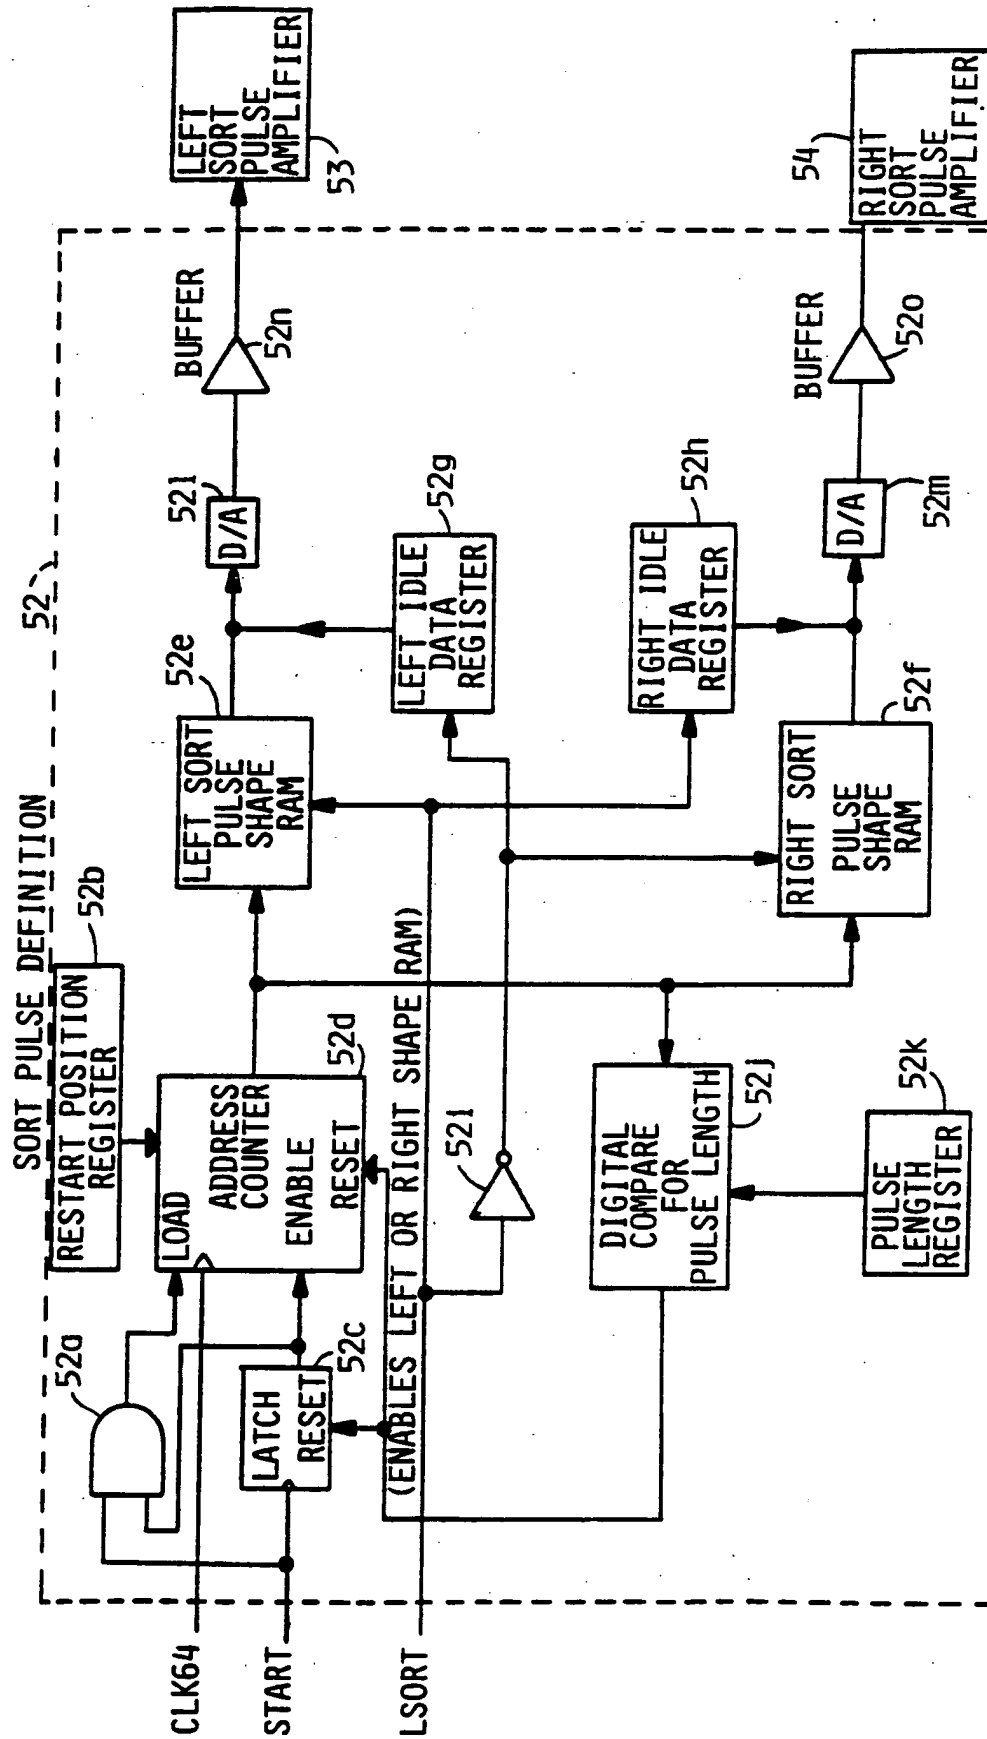 SORT PULSE DEFINITION
52
RESTART POSITION
REGISTER
52b
52a
CLK64
START
LSORT
LOAD
ADDRESS
COUNTER
ENABLE
RESET
52d
LATCH
RESET
52c
(ENABLES LEFT OR RIGHT SHAPE RAM)
52i
LEFT SORT
PULSE
SHAPE
RAM
52e
D/A
52l
BUFFER
52n
LEFT
SORT
PULSE
AMPLIFIER
53
LEFT IDLE
DATA
REGISTER
52g
RIGHT IDLE
DATA
REGISTER
52h
DIGITAL
COMPARE
FOR
PULSE LENGTH
52j
PULSE
LENGTH
REGISTER
52k
RIGHT SORT
PULSE
SHAPE
RAM
52f
D/A
52m
BUFFER
52o
RIGHT
SORT
PULSE
AMPLIFIER
54